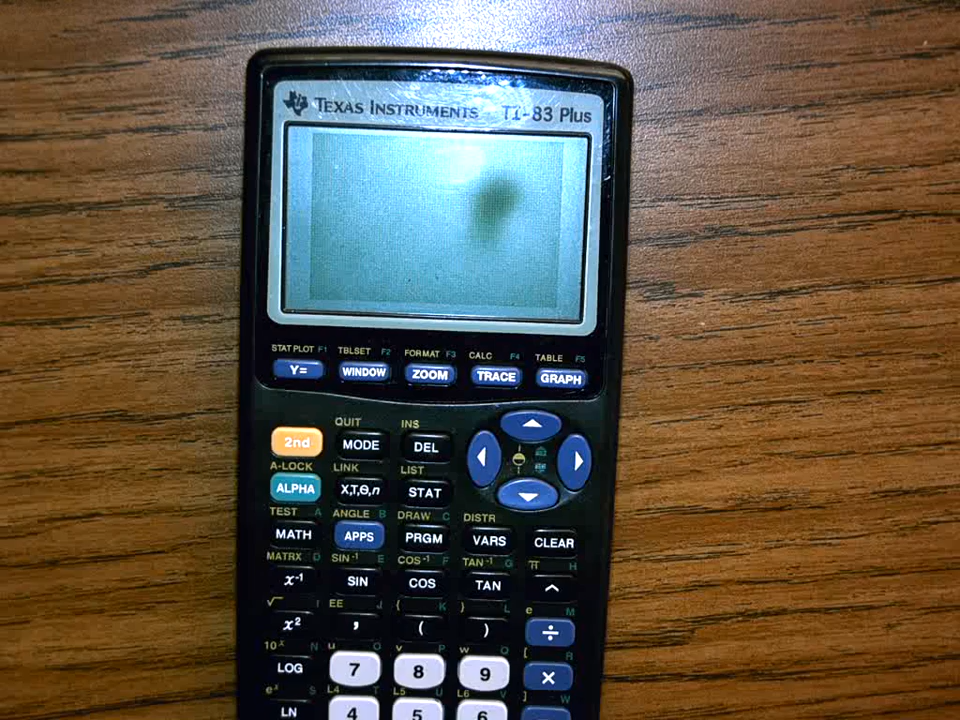 TEXAS INSTRUMENTS TI-83 Plus
STAT PLOT F1 TBLSET F2 FORMAT F3 CALC F4 TABLE F5
Y= WINDOW ZOOM TRACE GRAPH
QUIT INS
2nd MODE DEL
A-LOCK LINK LIST
ALPHA X,T,Θ,n STAT
TEST A ANGLE B DRAW C DISTR
MATH APPS PRGM VARS CLEAR
MATRX D SIN⁻¹ E COS⁻¹ F TAN⁻¹ G π H
x⁻¹ SIN COS TAN ^
√ I EE J { K } L e M
x² , ( ) ÷
10ˣ N u O v P w Q [ R
LOG 7 8 9 ×
eˣ S L4 T L5 U L6 V ] W
LN 4 5 6